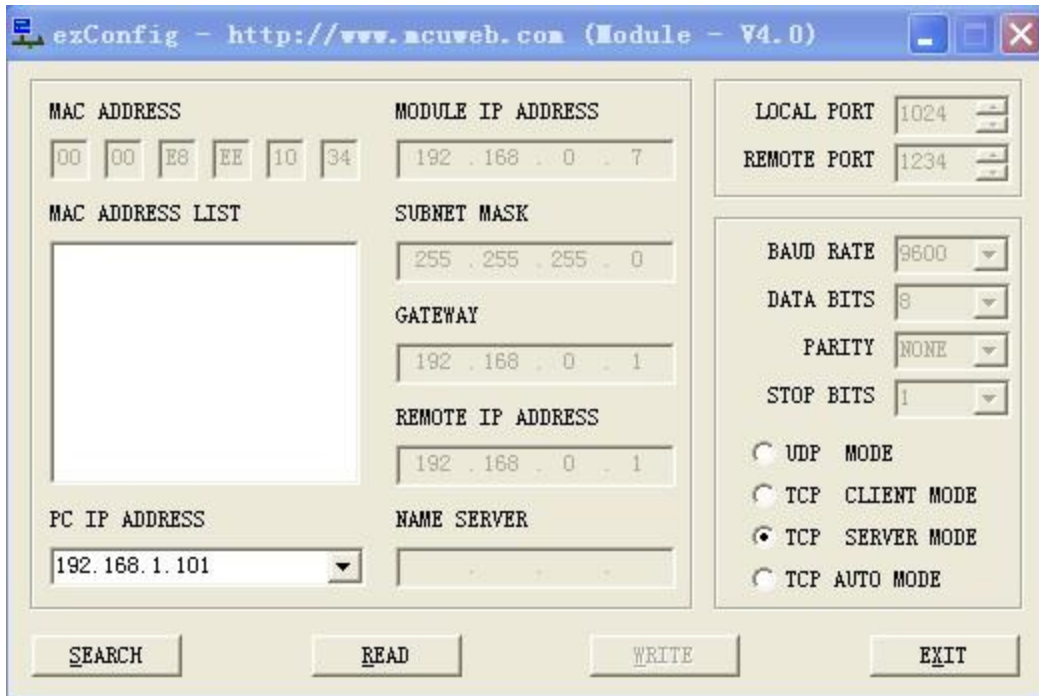 exConfig - http://www.mcuweb.com (Module - V4.0)
MAC ADDRESS
00 00 E8 EE 10 34
MAC ADDRESS LIST
PC IP ADDRESS
192.168.1.101
MODULE IP ADDRESS
192 . 168 . 0 . 7
SUBNET MASK
255 . 255 . 255 . 0
GATEWAY
192 . 168 . 0 . 1
REMOTE IP ADDRESS
192 . 168 . 0 . 1
NAME SERVER
. . .
LOCAL PORT 1024
REMOTE PORT 1234
BAUD RATE 9600
DATA BITS 8
PARITY NONE
STOP BITS 1
UDP MODE
TCP CLIENT MODE
TCP SERVER MODE
TCP AUTO MODE
SEARCH READ WRITE EXIT